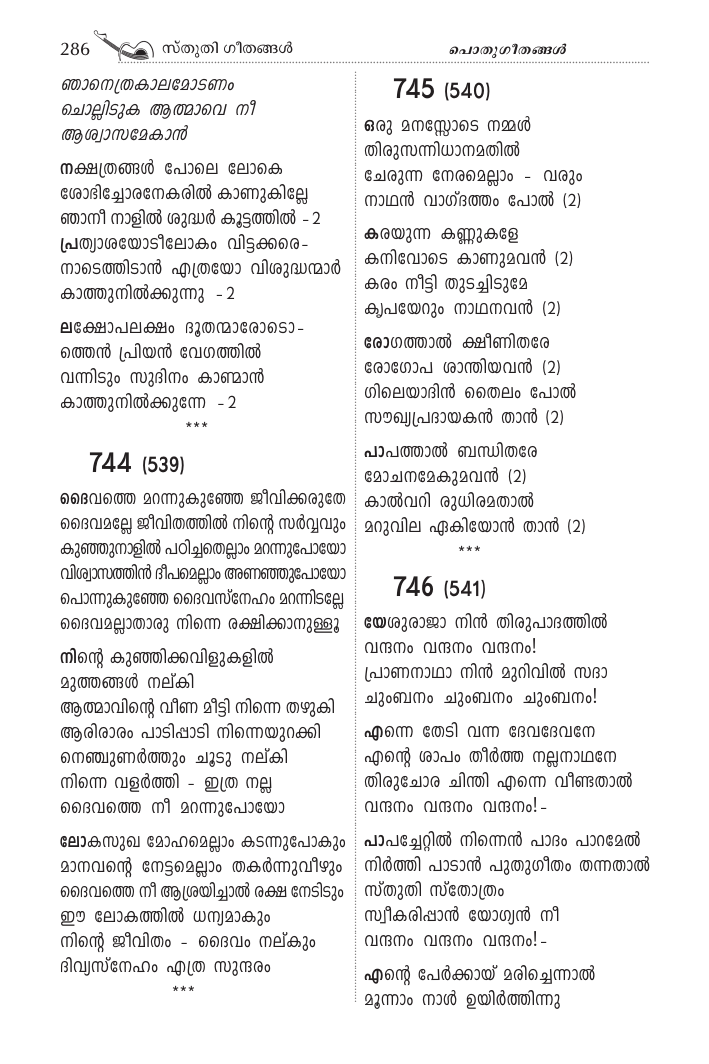 286 സ്തുതി ഗീതങ്ങൾ
പൊതുഗീതങ്ങൾ
ഞാനെത്രകാലമോടണം
ചൊല്ലിടുക ആത്മാവെ നീ
ആശ്വാസമേകാൻ
നക്ഷത്രങ്ങൾ പോലെ ലോകെ
ശോഭിച്ചോരനേകരിൽ കാണുകില്ലേ
ഞാനീ നാളിൽ ശുദ്ധർ കൂട്ടത്തിൽ -2
പ്രത്യാശയോടീലോകം വിട്ടക്കരെ-
നാടെത്തിടാൻ എത്രയോ വിശുദ്ധന്മാർ
കാത്തുനിൽക്കുന്നു -2
ലക്ഷോപലക്ഷം ദൂതന്മാരോടൊ-
ത്തെൻ പ്രിയൻ വേഗത്തിൽ
വന്നിടും സുദിനം കാണ്മാൻ
കാത്തുനിൽക്കുന്നേ -2
***
744 (539)
ദൈവത്തെ മറന്നുകുഞ്ഞേ ജീവിക്കരുതേ
ദൈവമല്ലേ ജീവിതത്തിൽ നിന്റെ സർവ്വവും
കുഞ്ഞുനാളിൽ പഠിച്ചതെല്ലാം മറന്നുപോയോ
വിശ്വാസത്തിൻ ദീപമെല്ലാം അണഞ്ഞുപോയോ
പൊന്നുകുഞ്ഞേ ദൈവസ്നേഹം മറന്നിടല്ലേ
ദൈവമല്ലാതാരു നിന്നെ രക്ഷിക്കാനുള്ളൂ
നിന്റെ കുഞ്ഞിക്കവിളുകളിൽ
മുത്തങ്ങൾ നല്കി
ആത്മാവിന്റെ വീണ മീട്ടി നിന്നെ തഴുകി
ആരിരാരം പാടിപ്പാടി നിന്നെയുറക്കി
നെഞ്ചുണർത്തും ചൂടു നല്കി
നിന്നെ വളർത്തി - ഇത്ര നല്ല
ദൈവത്തെ നീ മറന്നുപോയോ
ലോകസുഖ മോഹമെല്ലാം കടന്നുപോകും
മാനവന്റെ നേട്ടമെല്ലാം തകർന്നുവീഴും
ദൈവത്തെ നീ ആശ്രയിച്ചാൽ രക്ഷ നേടിടും
ഈ ലോകത്തിൽ ധന്യമാകും
നിന്റെ ജീവിതം - ദൈവം നല്കും
ദിവ്യസ്നേഹം എത്ര സുന്ദരം
***
745 (540)
ഒരു മനസ്സോടെ നമ്മൾ
തിരുസന്നിധാനമതിൽ
ചേരുന്ന നേരമെല്ലാം - വരും
നാഥൻ വാഗ്ദത്തം പോൽ (2)
കരയുന്ന കണ്ണുകളേ
കനിവോടെ കാണുമവൻ (2)
കരം നീട്ടി തുടച്ചിടുമേ
കൃപയേറും നാഥനവൻ (2)
രോഗത്താൽ ക്ഷീണിതരേ
രോഗോപ ശാന്തിയവൻ (2)
ഗിലെയാദിൻ തൈലം പോൽ
സൗഖ്യപ്രദായകൻ താൻ (2)
പാപത്താൽ ബന്ധിതരേ
മോചനമേകുമവൻ (2)
കാൽവറി രുധിരമതാൽ
മറുവില ഏകിയോൻ താൻ (2)
***
746 (541)
യേശുരാജാ നിൻ തിരുപാദത്തിൽ
വന്ദനം വന്ദനം വന്ദനം!
പ്രാണനാഥാ നിൻ മുറിവിൽ സദാ
ചുംബനം ചുംബനം ചുംബനം!
എന്നെ തേടി വന്ന ദേവദേവനേ
എന്റെ ശാപം തീർത്ത നല്ലനാഥനേ
തിരുചോര ചിന്തി എന്നെ വീണ്ടതാൽ
വന്ദനം വന്ദനം വന്ദനം!-
പാപച്ചേറ്റിൽ നിന്നെൻ പാദം പാറമേൽ
നിർത്തി പാടാൻ പുതുഗീതം തന്നതാൽ
സ്തുതി സ്തോത്രം
സ്വീകരിപ്പാൻ യോഗ്യൻ നീ
വന്ദനം വന്ദനം വന്ദനം!-
എന്റെ പേർക്കായ് മരിച്ചെന്നാൽ
മൂന്നാം നാൾ ഉയിർത്തിന്നു